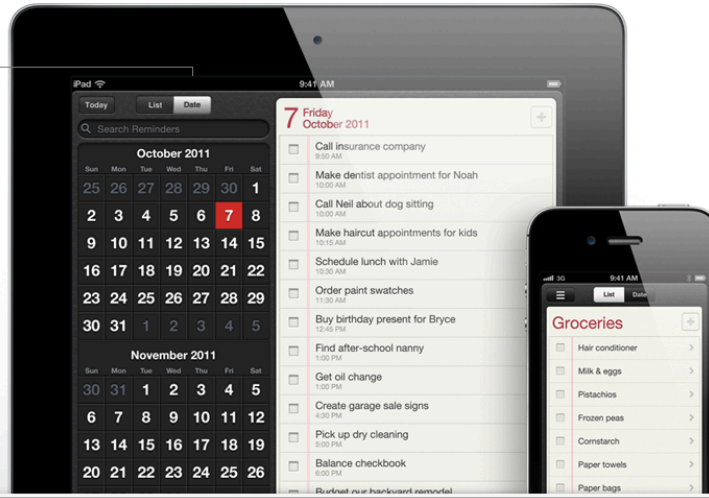 iPad 9:41 AM
Today List Date
Search Reminders
October 2011
Sun Mon Tue Wed Thu Fri Sat
25 26 27 28 29 30 1
2 3 4 5 6 7 8
9 10 11 12 13 14 15
16 17 18 19 20 21 22
23 24 25 26 27 28 29
30 31 1 2 3 4 5
November 2011
Sun Mon Tue Wed Thu Fri Sat
30 31 1 2 3 4 5
6 7 8 9 10 11 12
13 14 15 16 17 18 19
20 21 22 23 24 25 26
7 Friday
October 2011
Call insurance company
9:50 AM
Make dentist appointment for Noah
10:00 AM
Call Neil about dog sitting
10:00 AM
Make haircut appointments for kids
10:15 AM
Schedule lunch with Jamie
10:30 AM
Order paint swatches
11:30 AM
Buy birthday present for Bryce
12:45 PM
Find after-school nanny
1:00 PM
Get oil change
1:00 PM
Create garage sale signs
4:30 PM
Pick up dry cleaning
5:00 PM
Balance checkbook
6:00 PM
Budget our backyard remodel
3G 9:41 AM
List Date
Groceries
Hair conditioner
Milk & eggs
Pistachios
Frozen peas
Cornstarch
Paper towels
Paper bags